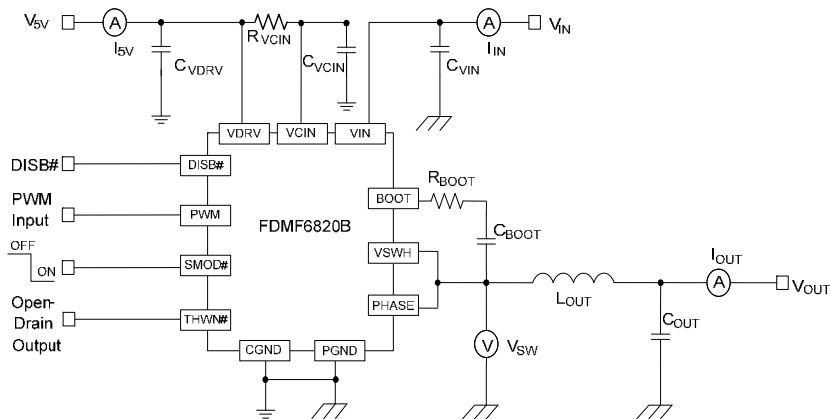 V5V
A
I5V
RVCIN
A
IIN
VIN
CVDRV
CVCIN
CVIN
VDRV
VCIN
VIN
DISB#
DISB#
PWM
Input
PWM
FDMF6820B
BOOT
RBOOT
CBOOT
OFF
ON
SMOD#
VSWH
PHASE
LOUT
IOUT
A
VOUT
COUT
Open-
Drain
Output
THWN#
CGND
PGND
V
VSW